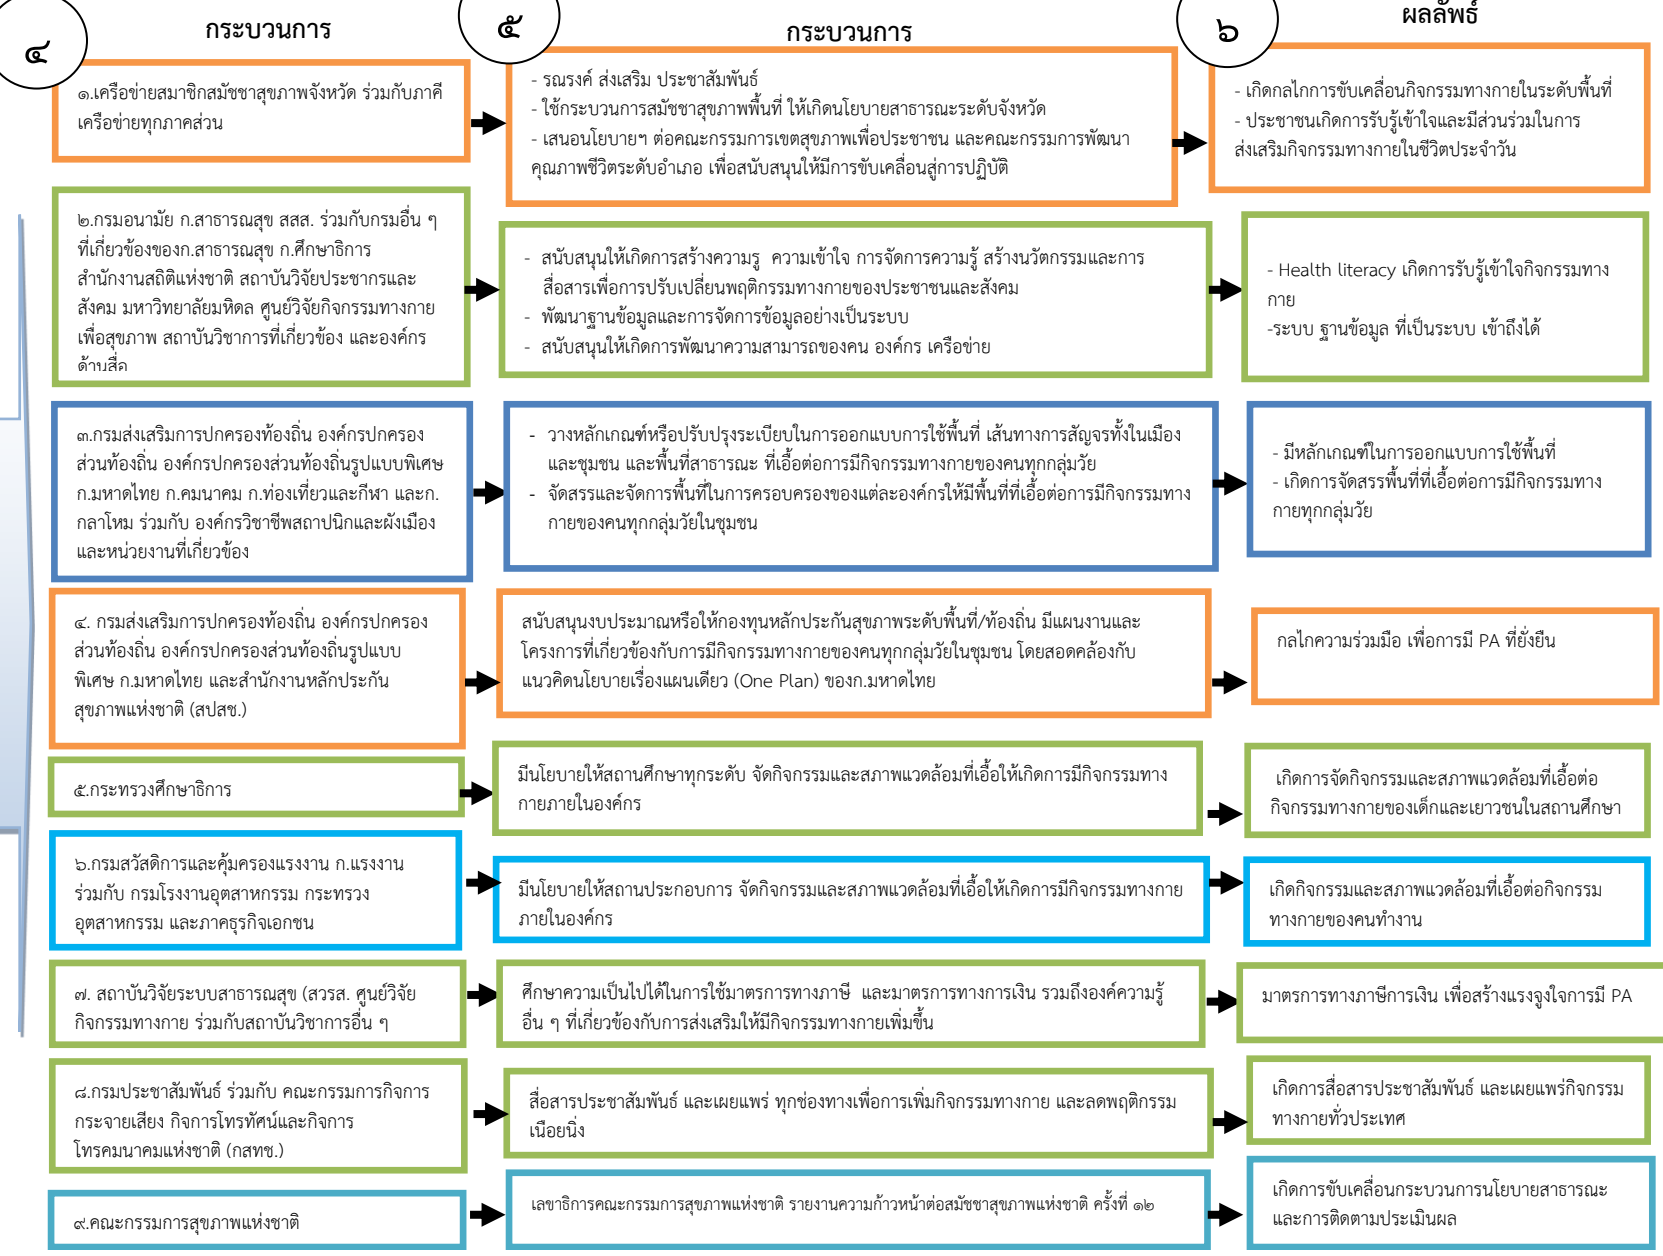 ๔
กระบวนการ
๕
กระบวนการ
๖
ผลลัพธ์
๑.เครือข่ายสมาชิกสมัชชาสุขภาพจังหวัด ร่วมกับภาคี
เครือข่ายทุกภาคส่วน
- รณรงค์ ส่งเสริม ประชาสัมพันธ์
- ใช้กระบวนการสมัชชาสุขภาพพื้นที่ ให้เกิดนโยบายสาธารณะระดับจังหวัด
- เสนอนโยบายฯ ต่อคณะกรรมการเขตสุขภาพเพื่อประชาชน และคณะกรรมการพัฒนา
คุณภาพชีวิตระดับอำเภอ เพื่อสนับสนุนให้มีการขับเคลื่อนสู่การปฏิบัติ
- เกิดกลไกการขับเคลื่อนกิจกรรมทางกายในระดับพื้นที่
- ประชาชนเกิดการรับรู้เข้าใจและมีส่วนร่วมในการ
ส่งเสริมกิจกรรมทางกายในชีวิตประจำวัน
๒.กรมอนามัย ก.สาธารณสุข สสส. ร่วมกับกรมอื่น ๆ
ที่เกี่ยวข้องของก.สาธารณสุข ก.ศึกษาธิการ
สำนักงานสถิติแห่งชาติ สถาบันวิจัยประชากรและ
สังคม มหาวิทยาลัยมหิดล ศูนย์วิจัยกิจกรรมทางกาย
เพื่อสุขภาพ สถาบันวิชาการที่เกี่ยวข้อง และองค์กร
ด้านสื่อ
- สนับสนุนให้เกิดการสร้างความรู ความเข้าใจ การจัดการความรู้ สร้างนวัตกรรมและการ
สื่อสารเพื่อการปรับเปลี่ยนพฤติกรรมทางกายของประชาชนและสังคม
- พัฒนาฐานข้อมูลและการจัดการข้อมูลอย่างเป็นระบบ
- สนับสนุนให้เกิดการพัฒนาความสามารถของคน องค์กร เครือข่าย
- Health literacy เกิดการรับรู้เข้าใจกิจกรรมทาง
กาย
-ระบบ ฐานข้อมูล ที่เป็นระบบ เข้าถึงได้
๓.กรมส่งเสริมการปกครองท้องถิ่น องค์กรปกครอง
ส่วนท้องถิ่น องค์กรปกครองส่วนท้องถิ่นรูปแบบพิเศษ
ก.มหาดไทย ก.คมนาคม ก.ท่องเที่ยวและกีฬา และก.
กลาโหม ร่วมกับ องค์กรวิชาชีพสถาปนิกและผังเมือง
และหน่วยงานที่เกี่ยวข้อง
- วางหลักเกณฑ์หรือปรับปรุงระเบียบในการออกแบบการใช้พื้นที่ เส้นทางการสัญจรทั้งในเมือง
และชุมชน และพื้นที่สาธารณะ ที่เอื้อต่อการมีกิจกรรมทางกายของคนทุกกลุ่มวัย
- จัดสรรและจัดการพื้นที่ในการครอบครองของแต่ละองค์กรให้มีพื้นที่ที่เอื้อต่อการมีกิจกรรมทาง
กายของคนทุกกลุ่มวัยในชุมชน
- มีหลักเกณฑ์ในการออกแบบการใช้พื้นที่
- เกิดการจัดสรรพื้นที่ที่เอื้อต่อการมีกิจกรรมทาง
กายทุกกลุ่มวัย
๔. กรมส่งเสริมการปกครองท้องถิ่น องค์กรปกครอง
ส่วนท้องถิ่น องค์กรปกครองส่วนท้องถิ่นรูปแบบ
พิเศษ ก.มหาดไทย และสำนักงานหลักประกัน
สุขภาพแห่งชาติ (สปสช.)
สนับสนุนงบประมาณหรือให้กองทุนหลักประกันสุขภาพระดับพื้นที่/ท้องถิ่น มีแผนงานและ
โครงการที่เกี่ยวข้องกับการมีกิจกรรมทางกายของคนทุกกลุ่มวัยในชุมชน โดยสอดคล้องกับ
แนวคิดนโยบายเรื่องแผนเดียว (One Plan) ของก.มหาดไทย
กลไกความร่วมมือ เพื่อการมี PA ที่ยั่งยืน
๕.กระทรวงศึกษาธิการ
มีนโยบายให้สถานศึกษาทุกระดับ จัดกิจกรรมและสภาพแวดล้อมที่เอื้อให้เกิดการมีกิจกรรมทาง
กายภายในองค์กร
เกิดการจัดกิจกรรมและสภาพแวดล้อมที่เอื้อต่อ
กิจกรรมทางกายของเด็กและเยาวชนในสถานศึกษา
๖.กรมสวัสดิการและคุ้มครองแรงงาน ก.แรงงาน
ร่วมกับ กรมโรงงานอุตสาหกรรม กระทรวง
อุตสาหกรรม และภาคธุรกิจเอกชน
มีนโยบายให้สถานประกอบการ จัดกิจกรรมและสภาพแวดล้อมที่เอื้อให้เกิดการมีกิจกรรมทางกาย
ภายในองค์กร
เกิดกิจกรรมและสภาพแวดล้อมที่เอื้อต่อกิจกรรม
ทางกายของคนทำงาน
๗. สถาบันวิจัยระบบสาธารณสุข (สวรส. ศูนย์วิจัย
กิจกรรมทางกาย ร่วมกับสถาบันวิชาการอื่น ๆ
ศึกษาความเป็นไปได้ในการใช้มาตรการทางภาษี และมาตรการทางการเงิน รวมถึงองค์ความรู้
อื่น ๆ ที่เกี่ยวข้องกับการส่งเสริมให้มีกิจกรรมทางกายเพิ่มขึ้น
มาตรการทางภาษีการเงิน เพื่อสร้างแรงจูงใจการมี PA
๘.กรมประชาสัมพันธ์ ร่วมกับ คณะกรรมการกิจการ
กระจายเสียง กิจการโทรทัศน์และกิจการ
โทรคมนาคมแห่งชาติ (กสทช.)
สื่อสารประชาสัมพันธ์ และเผยแพร่ ทุกช่องทางเพื่อการเพิ่มกิจกรรมทางกาย และลดพฤติกรรม
เนือยนิ่ง
เกิดการสื่อสารประชาสัมพันธ์ และเผยแพร่กิจกรรม
ทางกายทั่วประเทศ
๙.คณะกรรมการสุขภาพแห่งชาติ
เลขาธิการคณะกรรมการสุขภาพแห่งชาติ รายงานความก้าวหน้าต่อสมัชชาสุขภาพแห่งชาติ ครั้งที่ ๑๒
เกิดการขับเคลื่อนกระบวนการนโยบายสาธารณะ
และการติดตามประเมินผล